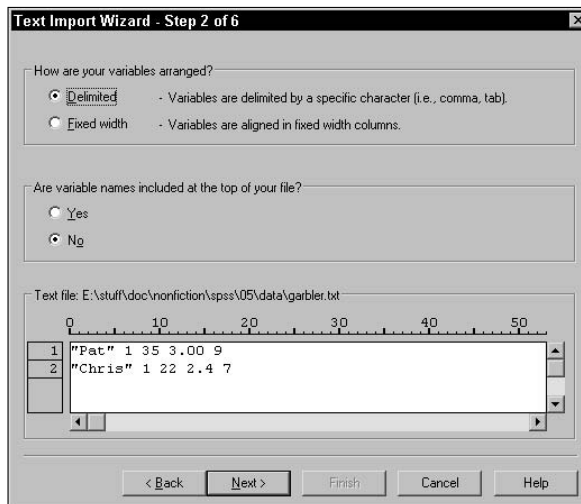 Text Import Wizard - Step 2 of 6
How are your variables arranged?
Delimited - Variables are delimited by a specific character (i.e., comma, tab).
Fixed width - Variables are aligned in fixed width columns.
Are variable names included at the top of your file?
Yes
No
Text file: E:\stuff\doc\nonfiction\spss\05\data\garbler.txt
0 10 20 30 40 50
1 "Pat" 1 35 3.00 9
2 "Chris" 1 22 2.4 7
< Back Next > Finish Cancel Help